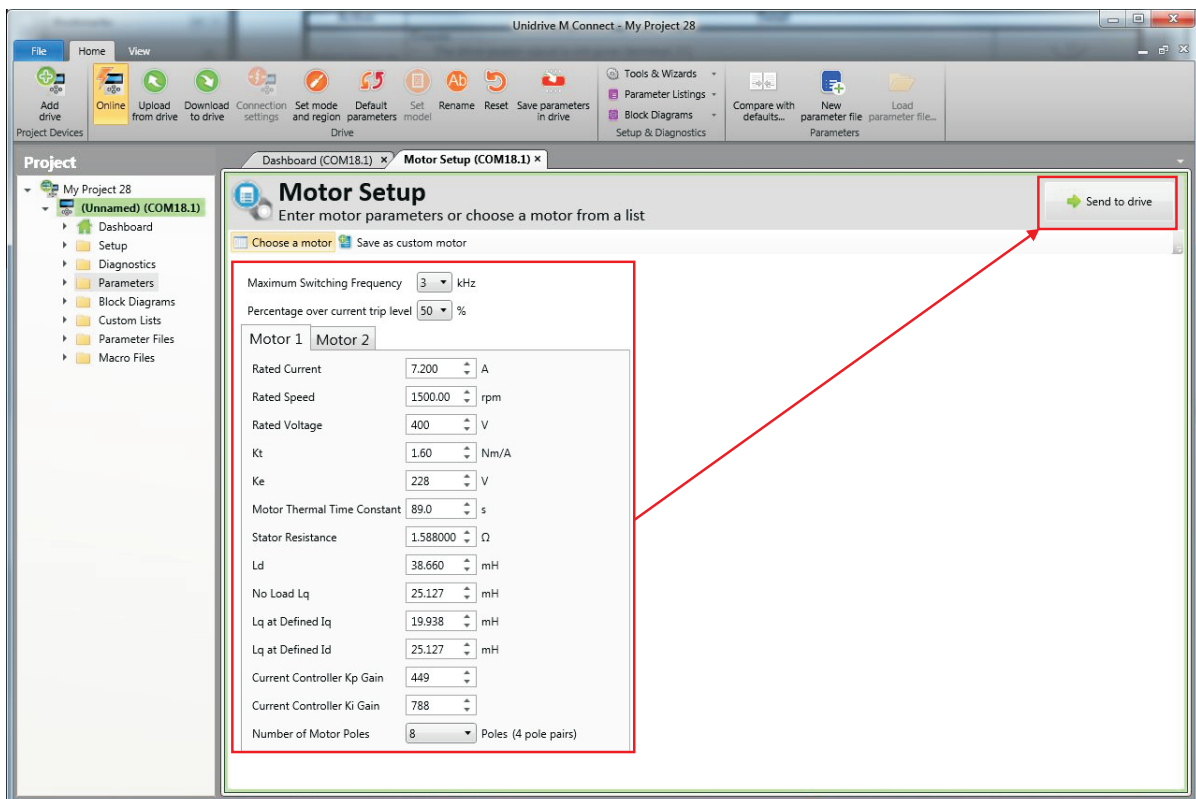 Unidrive M Connect - My Project 28
File Home View
Add drive
Online
Upload from drive
Download to drive
Connection settings
Set mode and region
Default parameters
Set model
Rename
Reset
Save parameters in drive
Tools & Wizards
Parameter Listings
Block Diagrams
Compare with defaults...
New parameter file
Load parameter file...
Project Devices
Drive
Setup & Diagnostics
Parameters
Project
Dashboard (COM18.1) ×
Motor Setup (COM18.1) ×
My Project 28
(Unnamed) (COM18.1)
Dashboard
Setup
Diagnostics
Parameters
Block Diagrams
Custom Lists
Parameter Files
Macro Files
Motor Setup
Enter motor parameters or choose a motor from a list
Send to drive
Choose a motor
Save as custom motor
Maximum Switching Frequency 3 kHz
Percentage over current trip level 50 %
Motor 1 Motor 2
Rated Current 7.200 A
Rated Speed 1500.00 rpm
Rated Voltage 400 V
Kt 1.60 Nm/A
Ke 228 V
Motor Thermal Time Constant 89.0 s
Stator Resistance 1.588000 Ω
Ld 38.660 mH
No Load Lq 25.127 mH
Lq at Defined Iq 19.938 mH
Lq at Defined Id 25.127 mH
Current Controller Kp Gain 449
Current Controller Ki Gain 788
Number of Motor Poles 8 Poles (4 pole pairs)